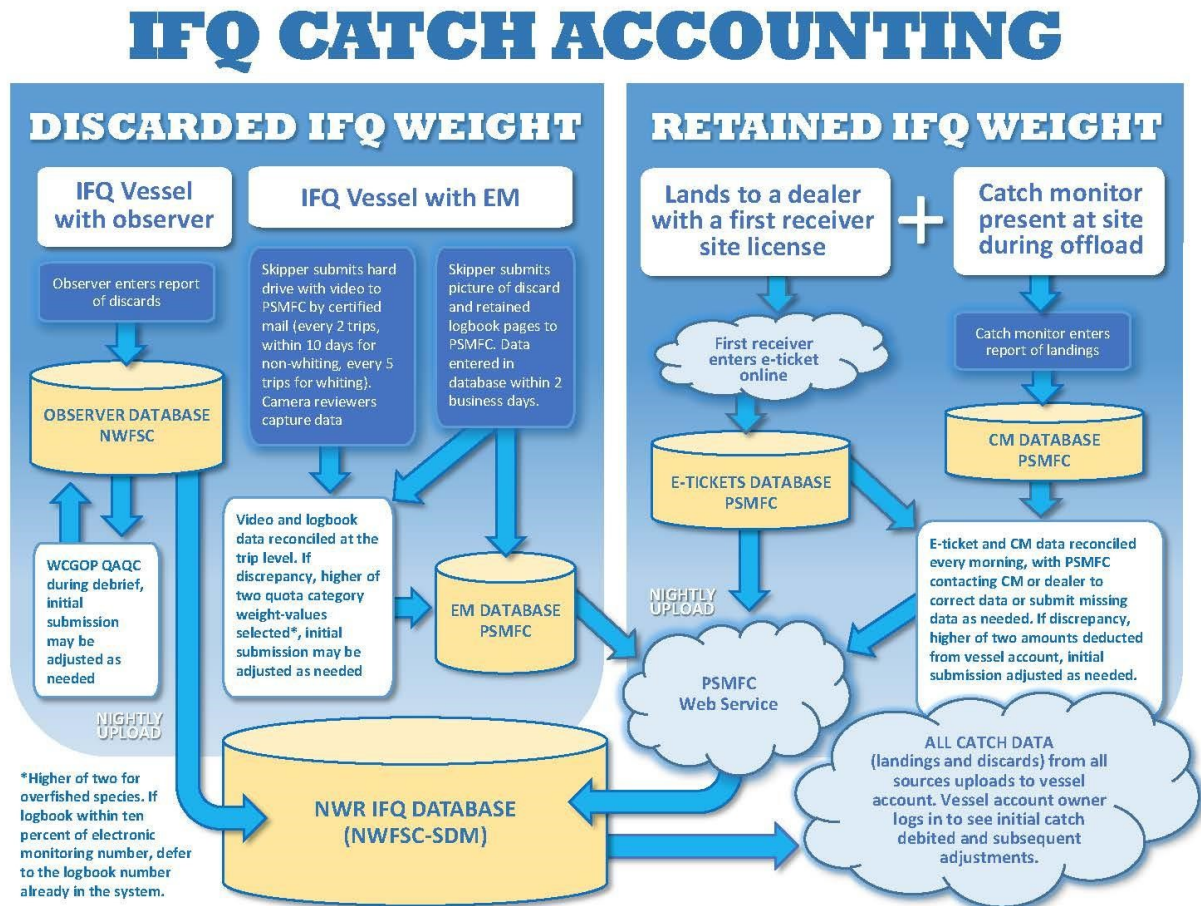 IFQ CATCH ACCOUNTING
DISCARDED IFQ WEIGHT
IFQ Vessel
with observer
Observer enters report
of discards
OBSERVER DATABASE
NWFSC
WCGOP QAQC
during debrief,
initial
submission
may be
adjusted as
needed
NIGHTLY
UPLOAD
IFQ Vessel with EM
Skipper submits hard
drive with video to
PSMFC by certified
mail (every 2 trips,
within 10 days for
non-whiting, every 5
trips for whiting).
Camera reviewers
capture data
Skipper submits
picture of discard
and retained
logbook pages to
PSMFC. Data
entered in
database within 2
business days.
Video and logbook
data reconciled at the
trip level. If
discrepancy, higher of
two quota category
weight-values
selected*, initial
submission may be
adjusted as needed
EM DATABASE
PSMFC
RETAINED IFQ WEIGHT
Lands to a dealer
with a first receiver
site license
+
Catch monitor
present at site
during offload
First receiver
enters e-ticket
online
Catch monitor enters
report of landings
E-TICKETS DATABASE
PSMFC
CM DATABASE
PSMFC
NIGHTLY
UPLOAD
E-ticket and CM data reconciled
every morning, with PSMFC
contacting CM or dealer to
correct data or submit missing
data as needed. If discrepancy,
higher of two amounts deducted
from vessel account, initial
submission adjusted as needed.
PSMFC
Web Service
*Higher of two for
overfished species. If
logbook within ten
percent of electronic
monitoring number, defer
to the logbook number
already in the system.
NWR IFQ DATABASE
(NWFSC-SDM)
ALL CATCH DATA
(landings and discards) from all
sources uploads to vessel
account. Vessel account owner
logs in to see initial catch
debited and subsequent
adjustments.